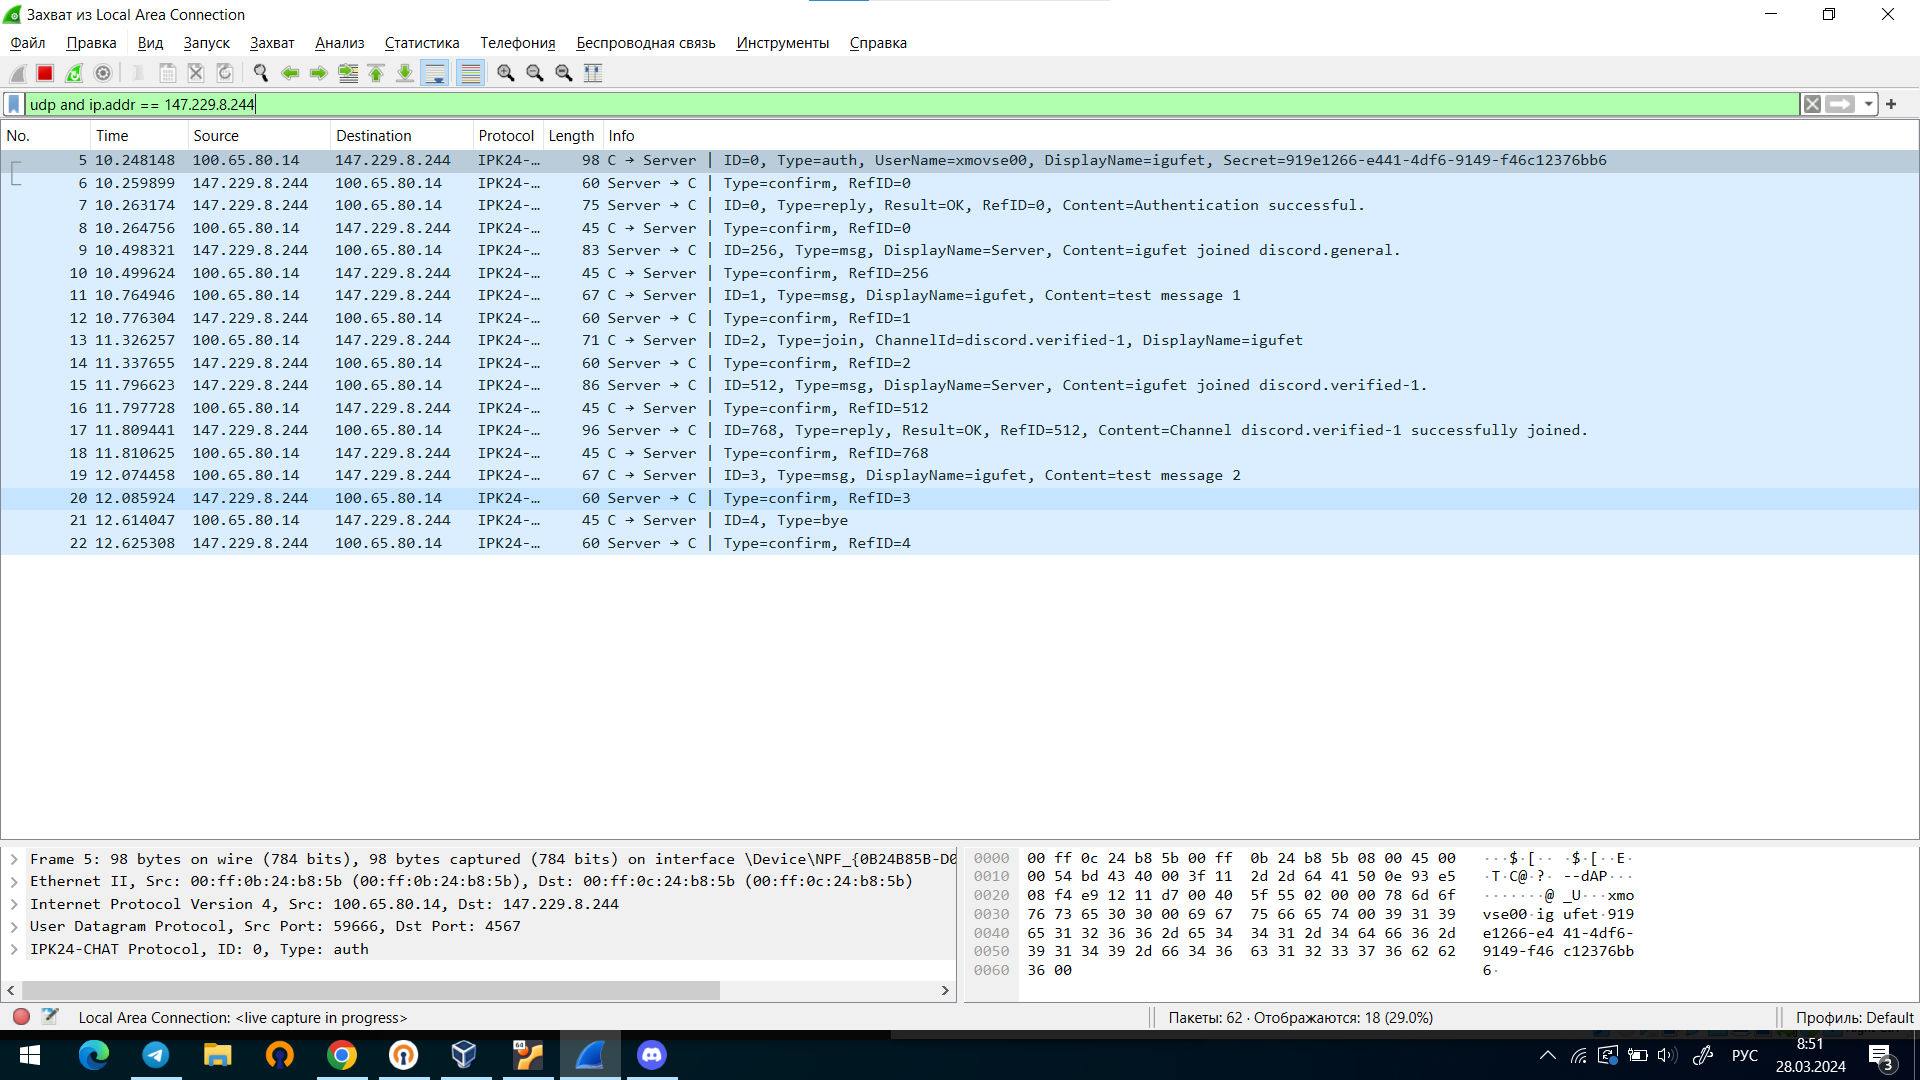 Захват из Local Area Connection
Файл Правка Вид Запуск Захват Анализ Статистика Телефония Беспроводная связь Инструменты Справка
udp and ip.addr == 147.229.8.244
No. Time Source Destination Protocol Length Info
5 10.248148 100.65.80.14 147.229.8.244 IPK24-… 98 C → Server | ID=0, Type=auth, UserName=xmovse00, DisplayName=igufet, Secret=919e1266-e441-4df6-9149-f46c12376bb6
6 10.259899 147.229.8.244 100.65.80.14 IPK24-… 60 Server → C | Type=confirm, RefID=0
7 10.263174 147.229.8.244 100.65.80.14 IPK24-… 75 Server → C | ID=0, Type=reply, Result=OK, RefID=0, Content=Authentication successful.
8 10.264756 100.65.80.14 147.229.8.244 IPK24-… 45 C → Server | Type=confirm, RefID=0
9 10.498321 147.229.8.244 100.65.80.14 IPK24-… 83 Server → C | ID=256, Type=msg, DisplayName=Server, Content=igufet joined discord.general.
10 10.499624 100.65.80.14 147.229.8.244 IPK24-… 45 C → Server | Type=confirm, RefID=256
11 10.764946 100.65.80.14 147.229.8.244 IPK24-… 67 C → Server | ID=1, Type=msg, DisplayName=igufet, Content=test message 1
12 10.776304 147.229.8.244 100.65.80.14 IPK24-… 60 Server → C | Type=confirm, RefID=1
13 11.326257 100.65.80.14 147.229.8.244 IPK24-… 71 C → Server | ID=2, Type=join, ChannelId=discord.verified-1, DisplayName=igufet
14 11.337655 147.229.8.244 100.65.80.14 IPK24-… 60 Server → C | Type=confirm, RefID=2
15 11.796623 147.229.8.244 100.65.80.14 IPK24-… 86 Server → C | ID=512, Type=msg, DisplayName=Server, Content=igufet joined discord.verified-1.
16 11.797728 100.65.80.14 147.229.8.244 IPK24-… 45 C → Server | Type=confirm, RefID=512
17 11.809441 147.229.8.244 100.65.80.14 IPK24-… 96 Server → C | ID=768, Type=reply, Result=OK, RefID=512, Content=Channel discord.verified-1 successfully joined.
18 11.810625 100.65.80.14 147.229.8.244 IPK24-… 45 C → Server | Type=confirm, RefID=768
19 12.074458 100.65.80.14 147.229.8.244 IPK24-… 67 C → Server | ID=3, Type=msg, DisplayName=igufet, Content=test message 2
20 12.085924 147.229.8.244 100.65.80.14 IPK24-… 60 Server → C | Type=confirm, RefID=3
21 12.614047 100.65.80.14 147.229.8.244 IPK24-… 45 C → Server | ID=4, Type=bye
22 12.625308 147.229.8.244 100.65.80.14 IPK24-… 60 Server → C | Type=confirm, RefID=4
Frame 5: 98 bytes on wire (784 bits), 98 bytes captured (784 bits) on interface \Device\NPF_{0B24B85B-D0
Ethernet II, Src: 00:ff:0b:24:b8:5b (00:ff:0b:24:b8:5b), Dst: 00:ff:0c:24:b8:5b (00:ff:0c:24:b8:5b)
Internet Protocol Version 4, Src: 100.65.80.14, Dst: 147.229.8.244
User Datagram Protocol, Src Port: 59666, Dst Port: 4567
IPK24-CHAT Protocol, ID: 0, Type: auth
0000 00 ff 0c 24 b8 5b 00 ff 0b 24 b8 5b 08 00 45 00 ···$·[·· ·$·[··E·
0010 00 54 bd 43 40 00 3f 11 2d 2d 64 41 50 0e 93 e5 ·T·C@·?· --dAP···
0020 08 f4 e9 12 11 d7 00 40 5f 55 02 00 00 78 6d 6f ·······@ _U···xmo
0030 76 73 65 30 30 00 69 67 75 66 65 74 00 39 31 39 vse00·ig ufet·919
0040 65 31 32 36 36 2d 65 34 34 31 2d 34 64 66 36 2d e1266-e4 41-4df6-
0050 39 31 34 39 2d 66 34 36 63 31 32 33 37 36 62 62 9149-f46 c12376bb
0060 36 00 6·
Local Area Connection: <live capture in progress>
Пакеты: 62 · Отображаются: 18 (29.0%)
Профиль: Default
64
РУС
8:51
28.03.2024
3